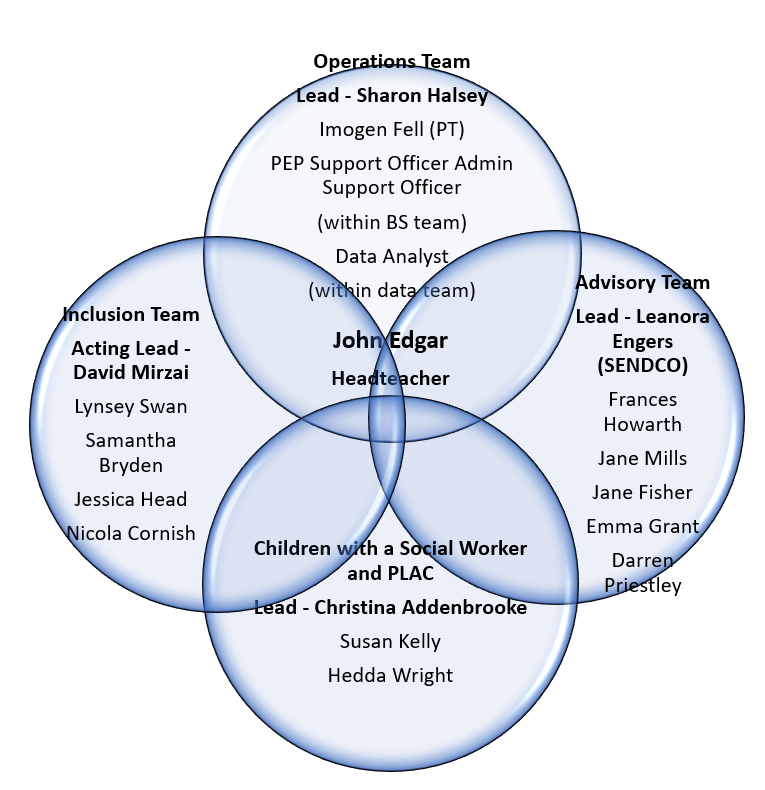 Operations Team
Lead - Sharon Halsey
Imogen Fell (PT)
PEP Support Officer Admin
Support Officer
(within BS team)
Data Analyst
(within data team)
John Edgar
Headteacher
Inclusion Team
Acting Lead -
David Mirzai
Lynsey Swan
Samantha
Bryden
Jessica Head
Nicola Cornish
Advisory Team
Lead - Leanora
Engers
(SENDCO)
Frances
Howarth
Jane Mills
Jane Fisher
Emma Grant
Darren
Priestley
Children with a Social Worker
and PLAC
Lead - Christina Addenbrooke
Susan Kelly
Hedda Wright